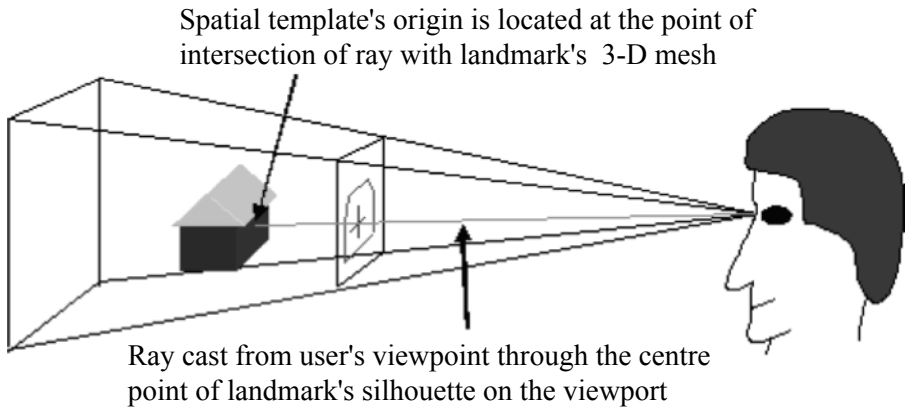 Spatial template's origin is located at the point of
intersection of ray with landmark's 3-D mesh
Ray cast from user's viewpoint through the centre
point of landmark's silhouette on the viewport